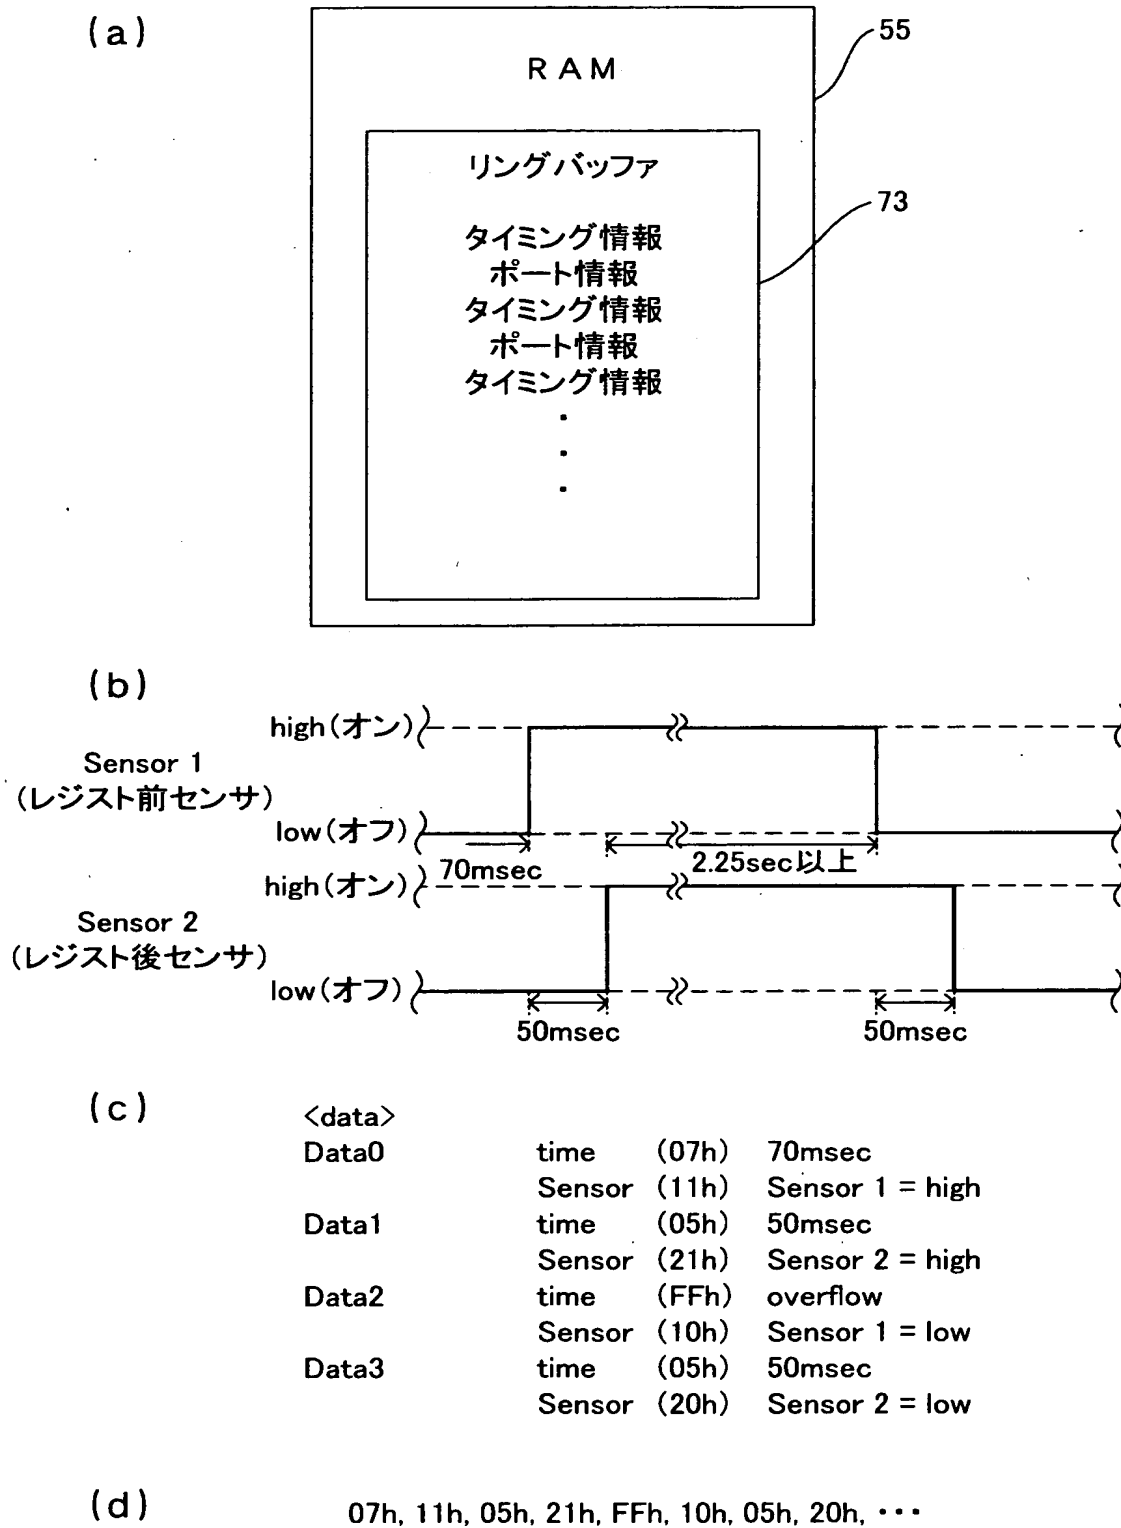 (a)
RAM
55
リングバッファ
73
タイミング情報
ポート情報
タイミング情報
ポート情報
タイミング情報
・
・
・
(b)
high(オン)
Sensor 1
(レジスト前センサ)
low(オフ)
70msec
2.25sec以上
high(オン)
Sensor 2
(レジスト後センサ)
low(オフ)
50msec
50msec
(c)
<data>
Data0 time (07h) 70msec
Sensor (11h) Sensor 1 = high
Data1 time (05h) 50msec
Sensor (21h) Sensor 2 = high
Data2 time (FFh) overflow
Sensor (10h) Sensor 1 = low
Data3 time (05h) 50msec
Sensor (20h) Sensor 2 = low
(d)
07h, 11h, 05h, 21h, FFh, 10h, 05h, 20h, ・・・